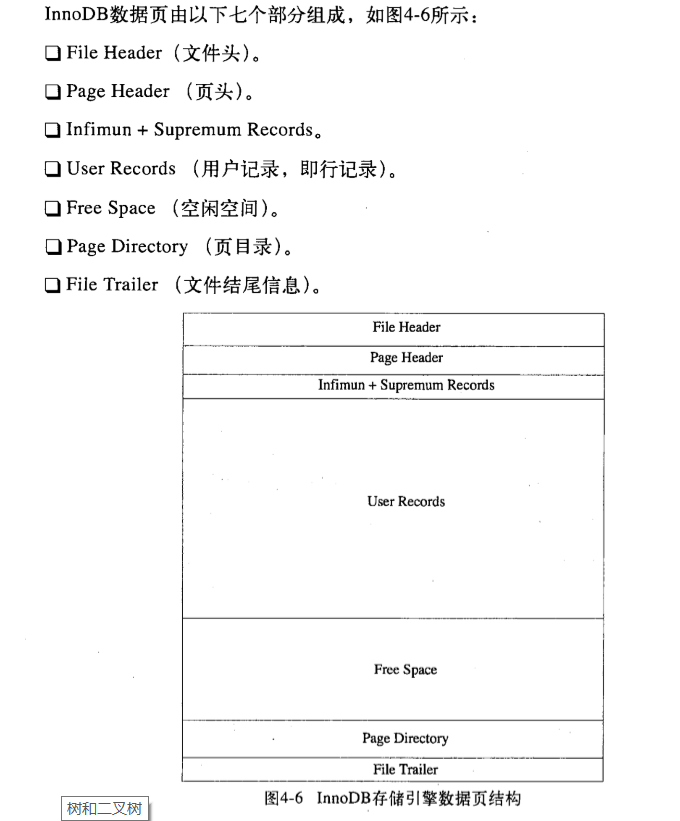 InnoDB数据页由以下七个部分组成，如图4-6所示：
❑ File Header（文件头）。
❑ Page Header （页头）。
❑ Infimun + Supremum Records。
❑ User Records （用户记录，即行记录）。
❑ Free Space （空闲空间）。
❑ Page Directory （页目录）。
❑ File Trailer （文件结尾信息）。
File Header
Page Header
Infimun + Supremum Records
User Records
Free Space
Page Directory
File Trailer
图4-6 InnoDB存储引擎数据页结构
树和二叉树